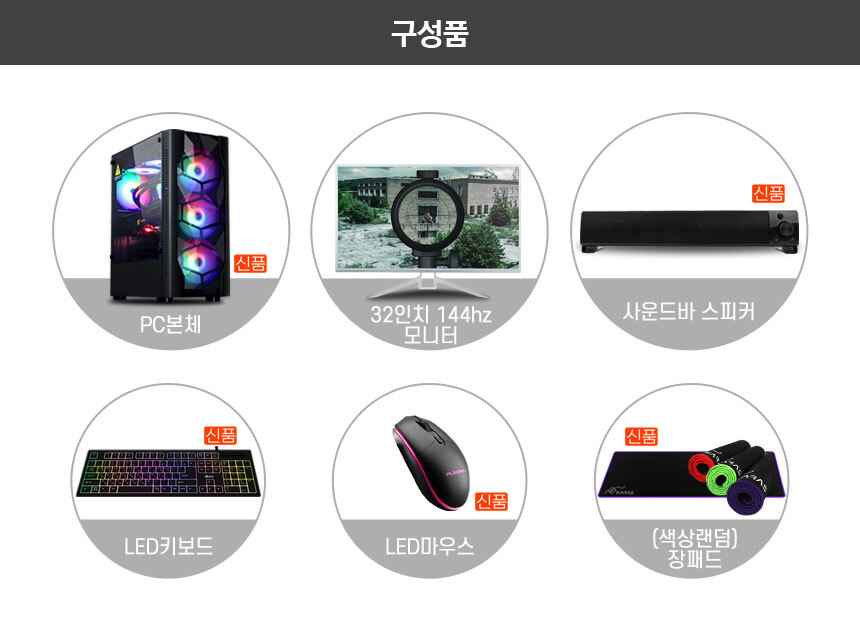 구성품
신품
PC본체
32인치 144hz
모니터
신품
사운드바 스피커
신품
LED키보드
신품
LED마우스
신품
KARAS
(색상랜덤)
장패드